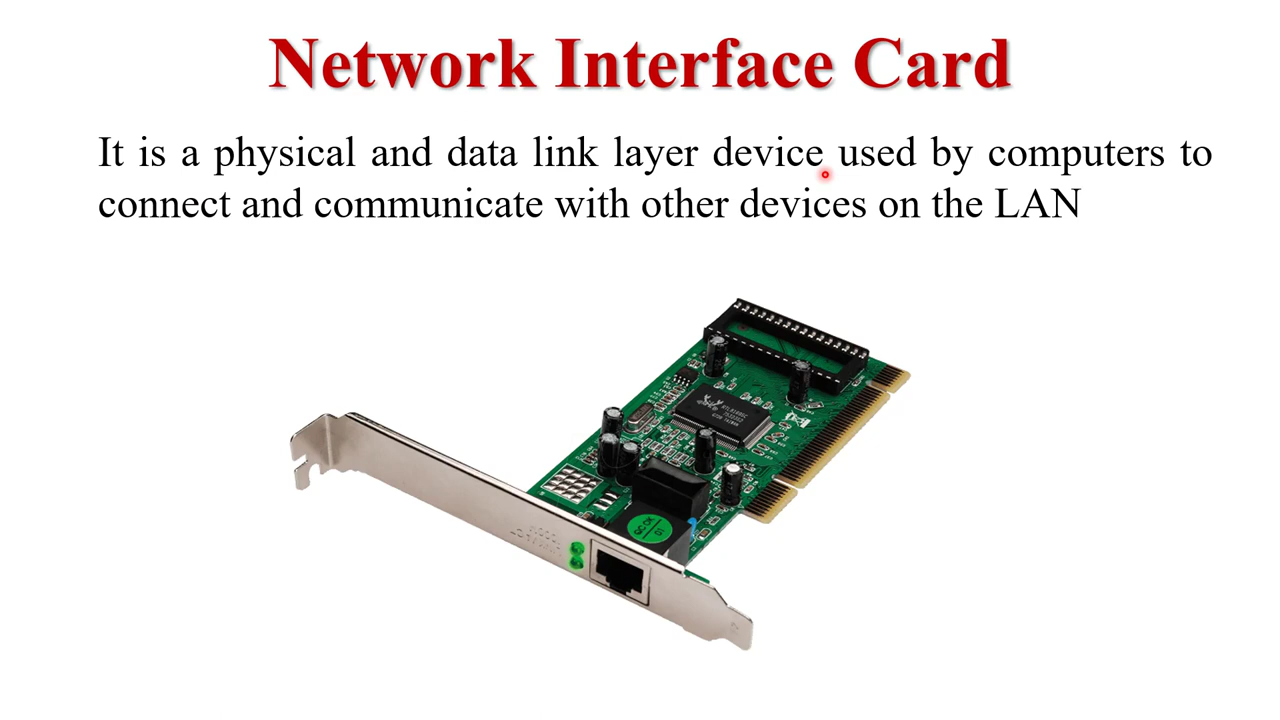 Network Interface Card
It is a physical and data link layer device used by computers to
connect and communicate with other devices on the LAN